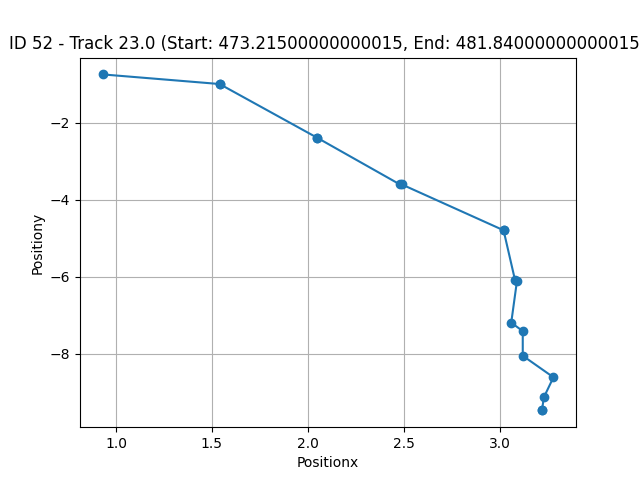 ID 52 - Track 23.0 (Start: 473.21500000000015, End: 481.84000000000015
−2
−4
−6
−8
Positiony
1.0 1.5 2.0 2.5 3.0
Positionx